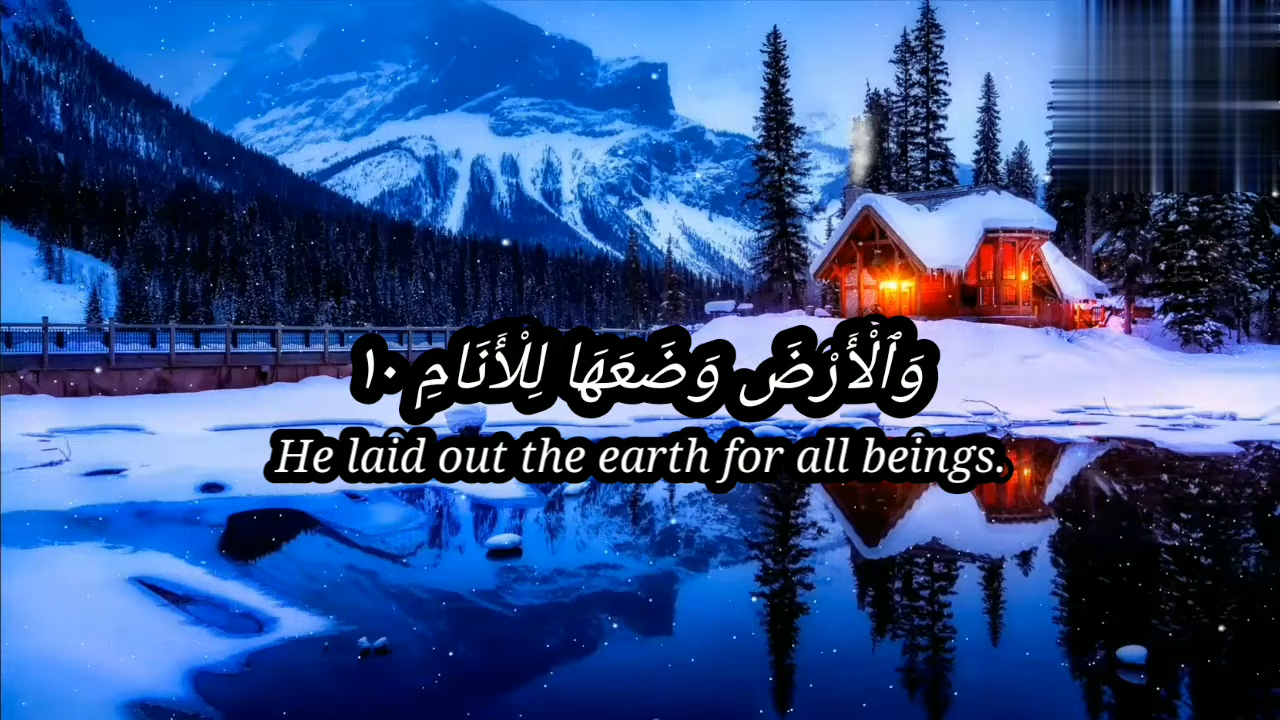 وَٱلْأَرْضَ وَضَعَهَا لِلْأَنَامِ ١٠
He laid out the earth for all beings.